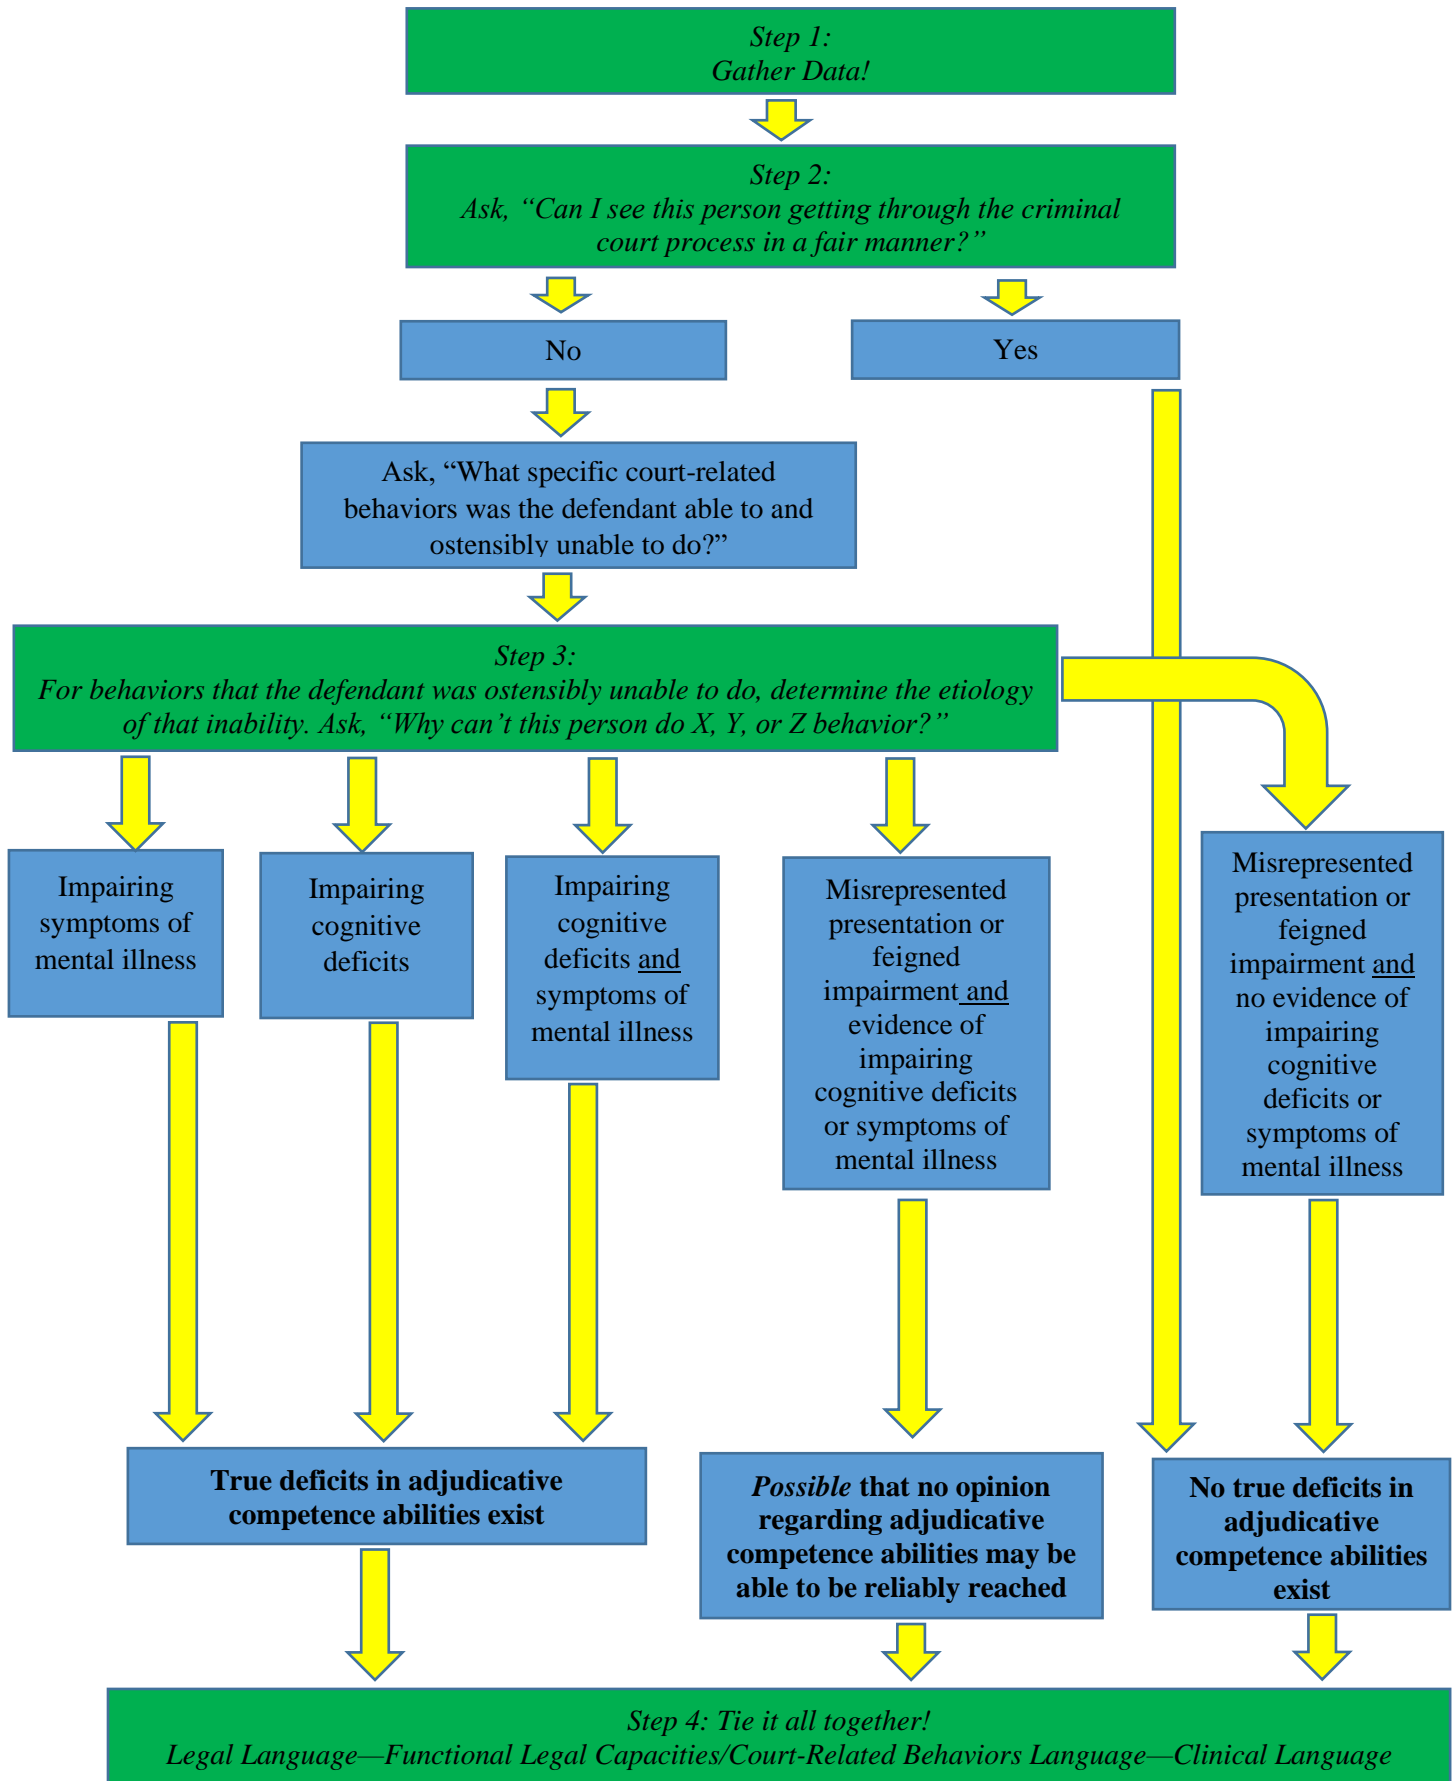 Step 1:
Gather Data!
Step 2:
Ask, “Can I see this person getting through the criminal
court process in a fair manner?”
No
Yes
Ask, “What specific court-related
behaviors was the defendant able to and
ostensibly unable to do?”
Step 3:
For behaviors that the defendant was ostensibly unable to do, determine the etiology
of that inability. Ask, “Why can’t this person do X, Y, or Z behavior?”
Impairing
symptoms of
mental illness
Impairing
cognitive
deficits
Impairing
cognitive
deficits and
symptoms of
mental illness
Misrepresented
presentation or
feigned
impairment and
evidence of
impairing
cognitive deficits
or symptoms of
mental illness
Misrepresented
presentation or
feigned
impairment and
no evidence of
impairing
cognitive
deficits or
symptoms of
mental illness
True deficits in adjudicative
competence abilities exist
Possible that no opinion
regarding adjudicative
competence abilities may be
able to be reliably reached
No true deficits in
adjudicative
competence abilities
exist
Step 4: Tie it all together!
Legal Language—Functional Legal Capacities/Court-Related Behaviors Language—Clinical Language